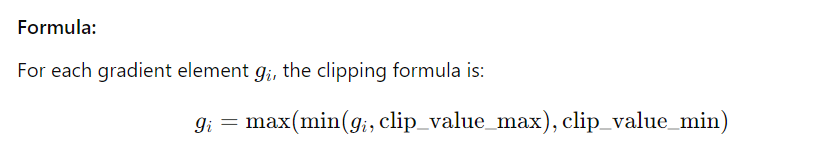 Formula:
For each gradient element gᵢ, the clipping formula is:
gᵢ = max(min(gᵢ, clip_value_max), clip_value_min)